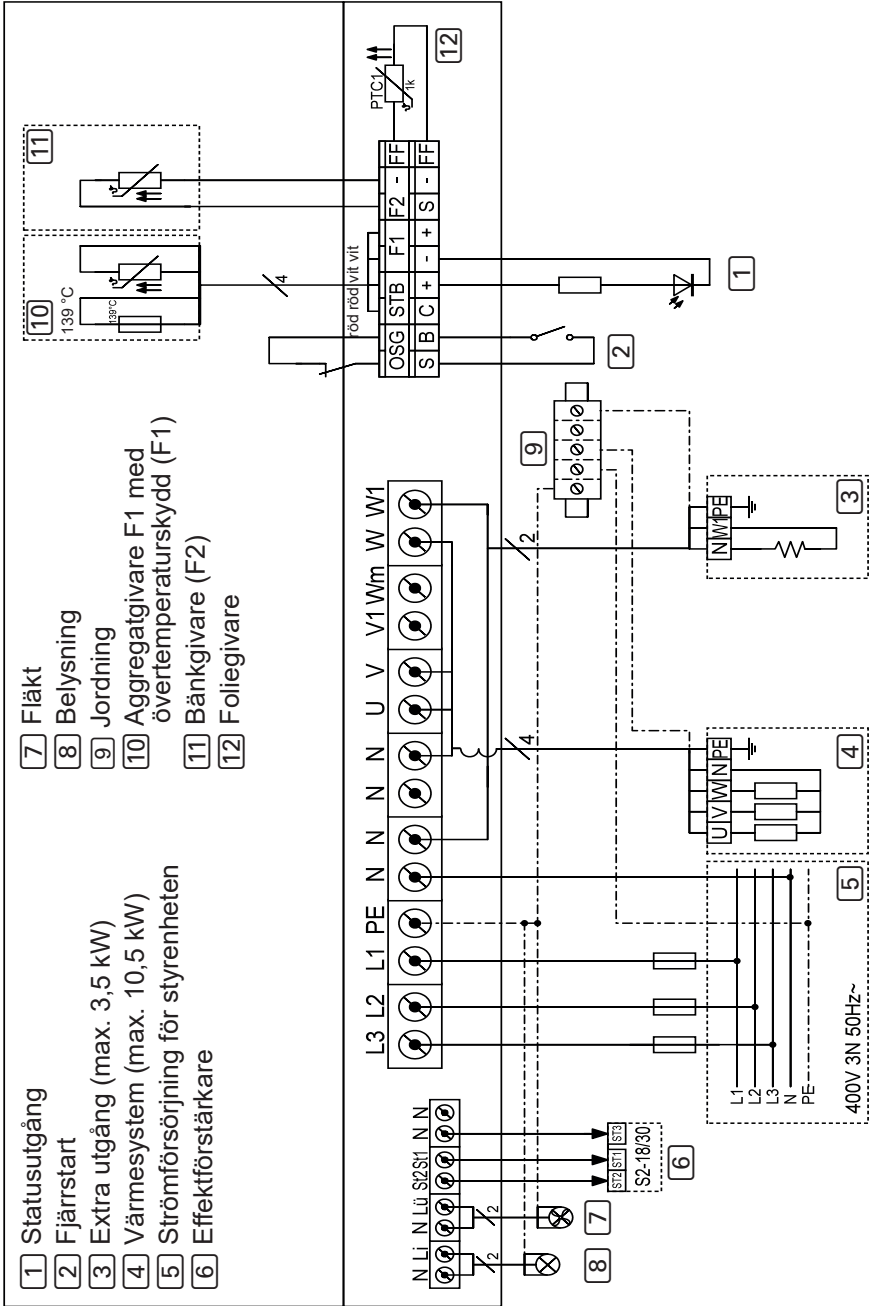 1 Statusutgång
2 Fjärrstart
3 Extra utgång (max. 3,5 kW)
4 Värmesystem (max. 10,5 kW)
5 Strömförsörjning för styrenheten
6 Effektförstärkare
7 Fläkt
8 Belysning
9 Jordning
10 Aggregatgivare F1 med
övertemperaturskydd (F1)
11 Bänkgivare (F2)
12 Foliegivare
10
139 °C
139°C
11
4
röd röd vit vit
PTC1
1k
12
N Li N Lü St2 St1 N N
L3 L2 L1 PE N N N N U V V1 Wm W W1
OSG STB F1 F2 - FF
S B C + - + S - FF
2
2
4
2
9
2
1
8
7
ST2 ST1 ST3
S2-18/30
6
L1
L2
L3
N
PE
400V 3N 50Hz~
5
U V W N PE
4
N W1 PE
3